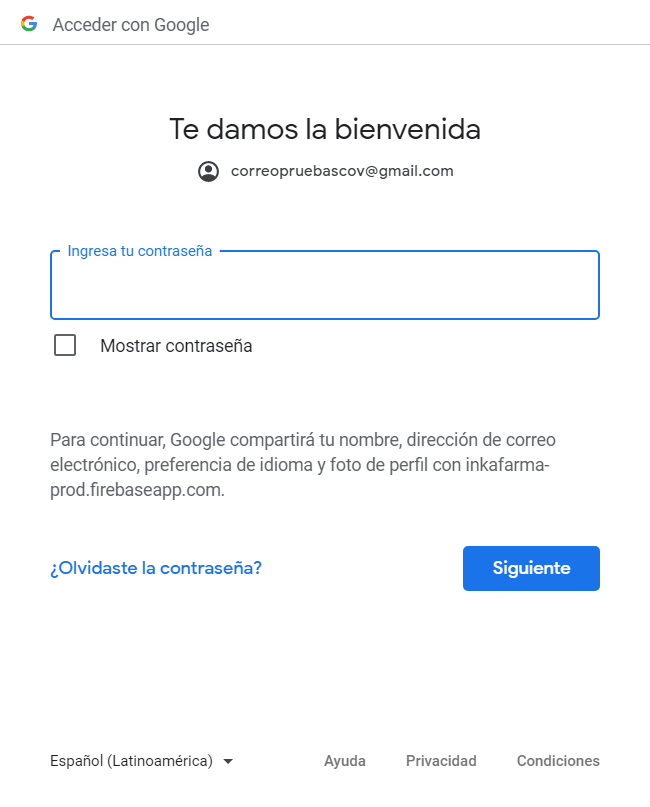 Acceder con Google
Te damos la bienvenida
correopruebascov@gmail.com
Ingresa tu contraseña
Mostrar contraseña
Para continuar, Google compartirá tu nombre, dirección de correo
electrónico, preferencia de idioma y foto de perfil con inkafarma-
prod.firebaseapp.com.
¿Olvidaste la contraseña? Siguiente
Español (Latinoamérica) Ayuda Privacidad Condiciones